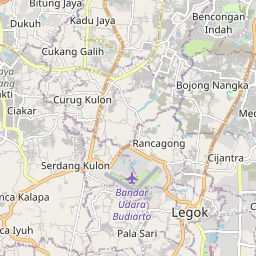 Bitung Jaya
Dukuh
Kadu Jaya
Bencongan
Indah
Cukang Galih
Bojong Nangka
Curug Kulon
Ciakar
Rancagong
Serdang Kulon
Cijantra
Bandar
Udara
Budiarto
Legok
Pala Sari